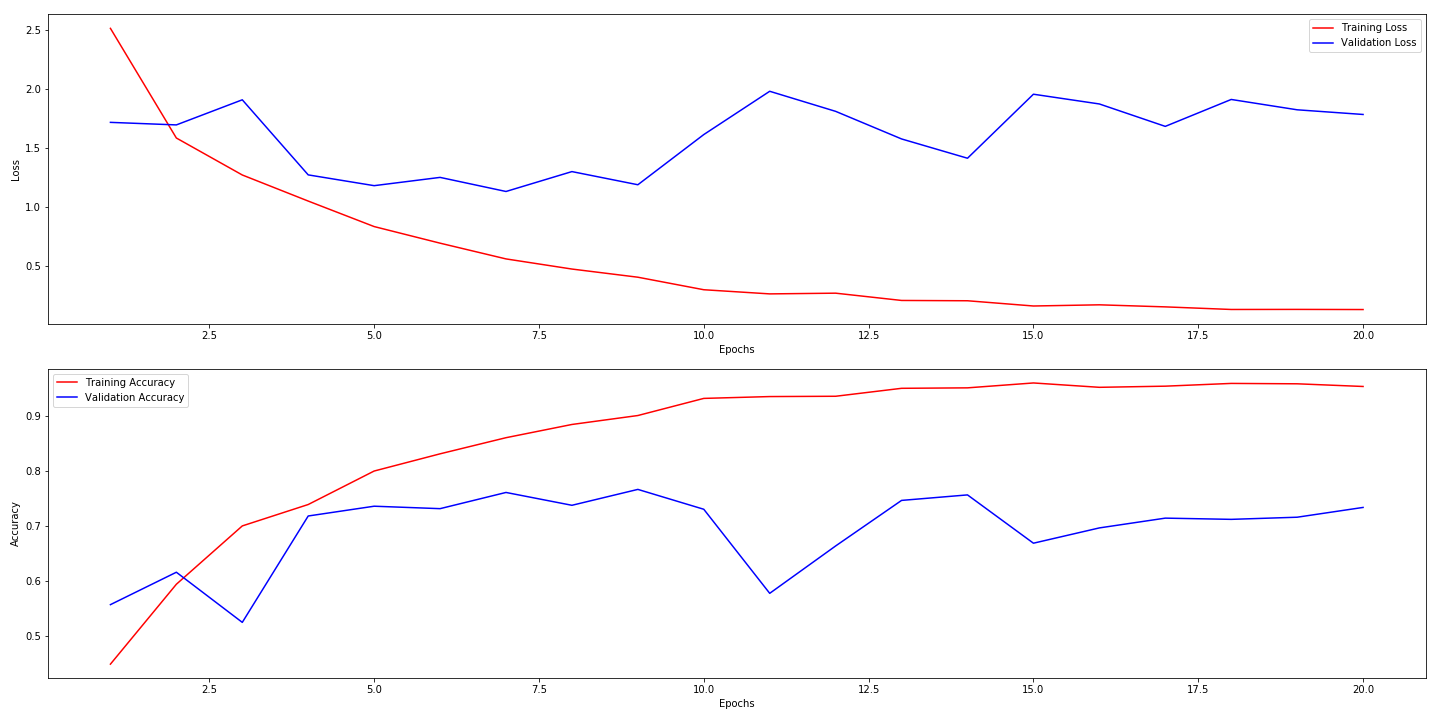 2.5
2.0
1.5
1.0
0.5
Loss
Training Loss
Validation Loss
2.5 5.0 7.5 10.0 12.5 15.0 17.5 20.0
Epochs
Training Accuracy
Validation Accuracy
0.9
0.8
0.7
0.6
0.5
Accuracy
2.5 5.0 7.5 10.0 12.5 15.0 17.5 20.0
Epochs